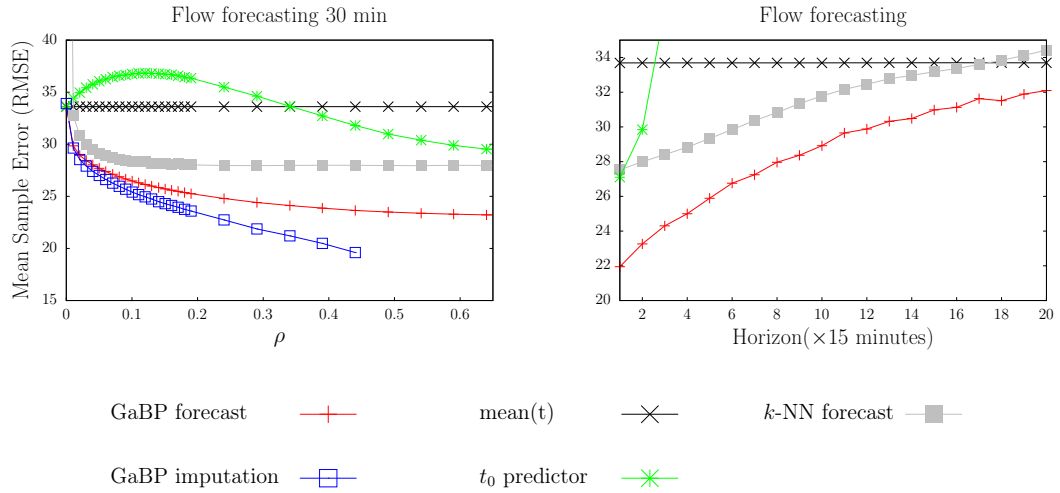 Flow forecasting 30 min
Mean Sample Error (RMSE)
40
35
30
25
20
15
0 0.1 0.2 0.3 0.4 0.5 0.6
ρ
Flow forecasting
34
32
30
28
26
24
22
20
2 4 6 8 10 12 14 16 18 20
Horizon(×15 minutes)
GaBP forecast
mean(t)
k-NN forecast
GaBP imputation
t₀ predictor